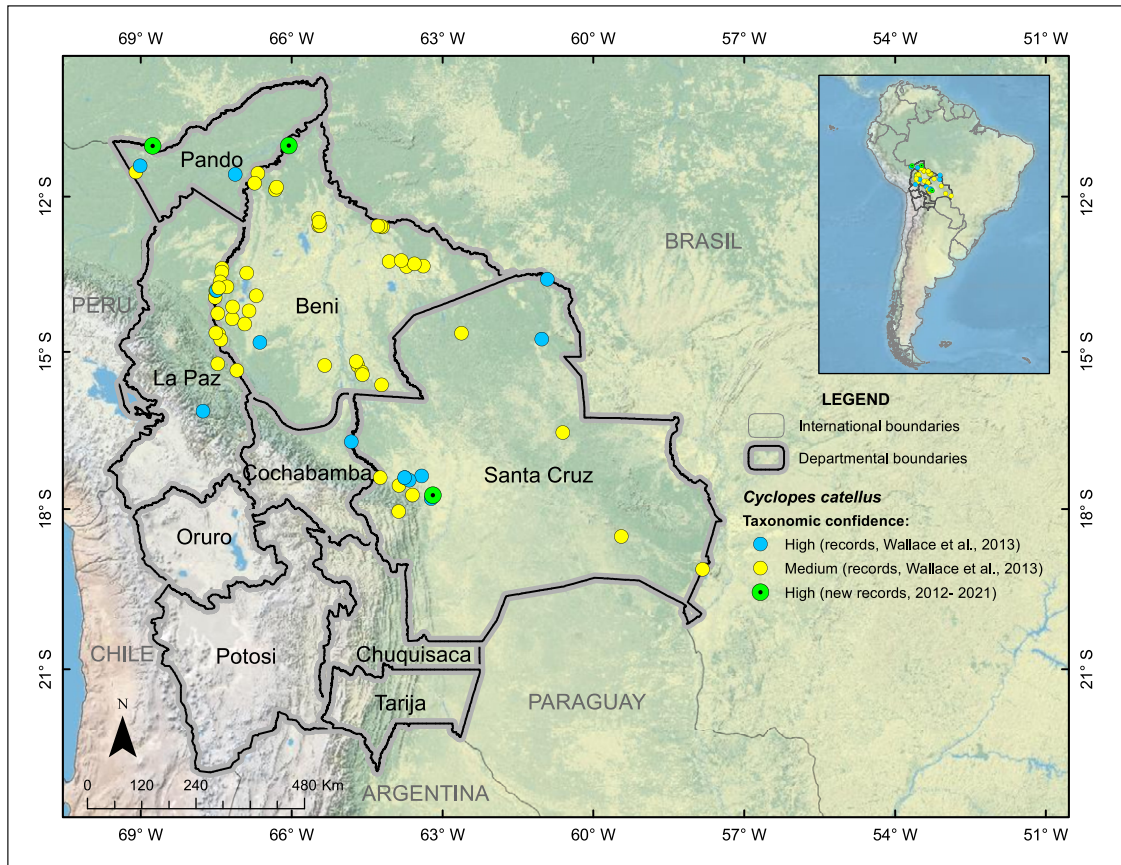 69° W 66° W 63° W 60° W 57° W 54° W 51° W
12° S 12° S
15° S 15° S
18° S 18° S
21° S 21° S
Pando
PERU
BRASIL
Beni
La Paz
Cochabamba
Santa Cruz
Oruro
CHILE
Potosi
Chuquisaca
Tarija
PARAGUAY
ARGENTINA
N
0 120 240 480 Km
LEGEND
International boundaries
Departmental boundaries
Cyclopes catellus
Taxonomic confidence:
High (records, Wallace et al., 2013)
Medium (records, Wallace et al., 2013)
High (new records, 2012- 2021)
69° W 66° W 63° W 60° W 57° W 54° W 51° W